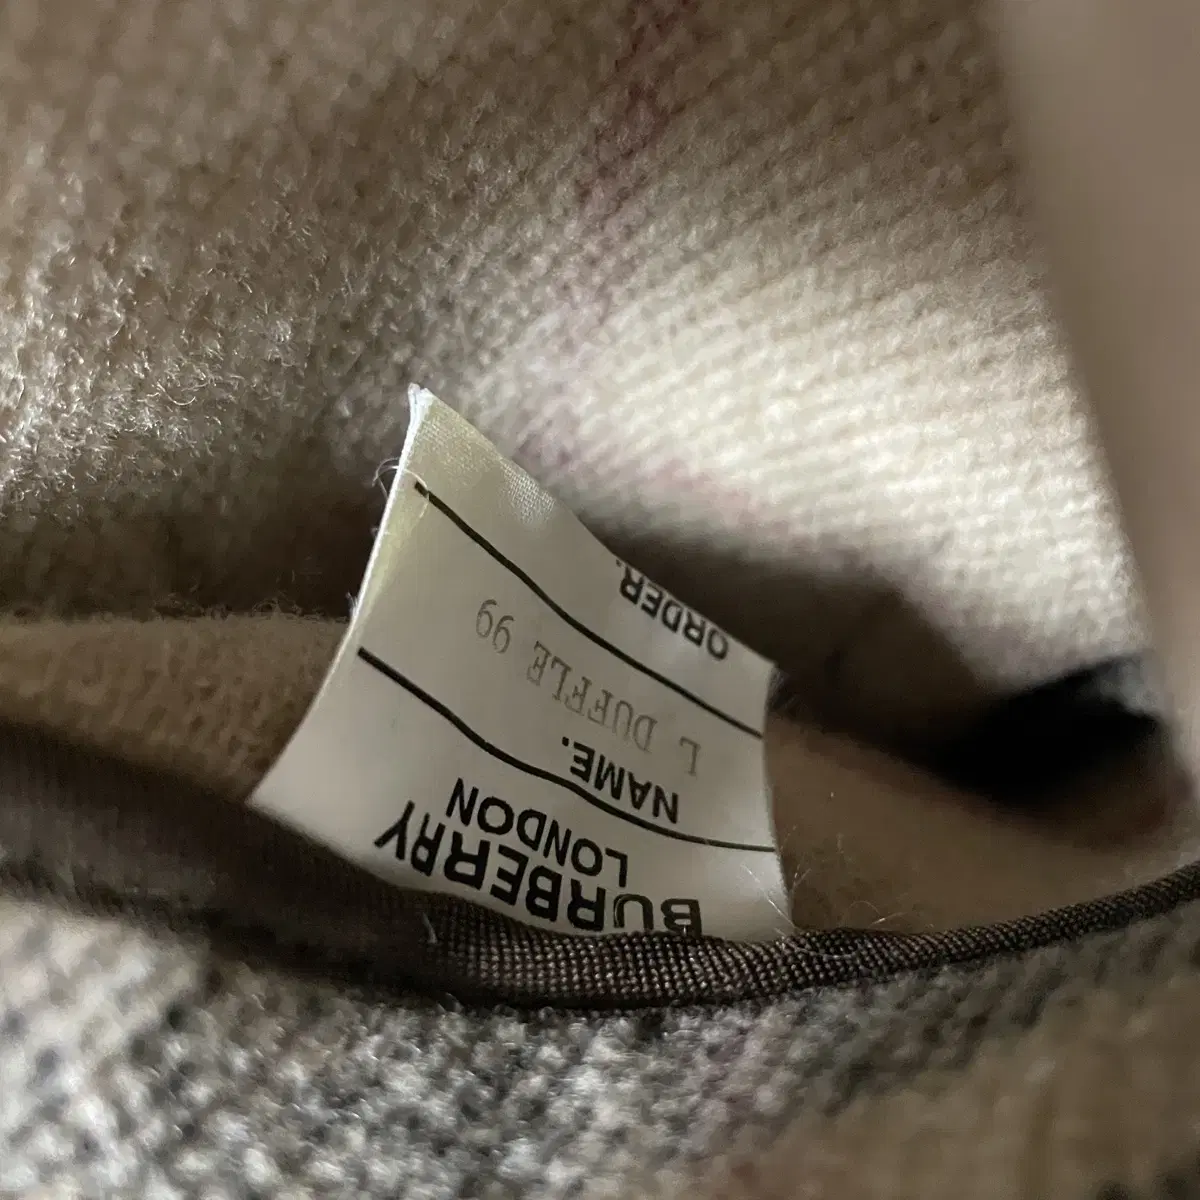 BURBERRY
LONDON
NAME.
L DUFFLE 99
ORDER.